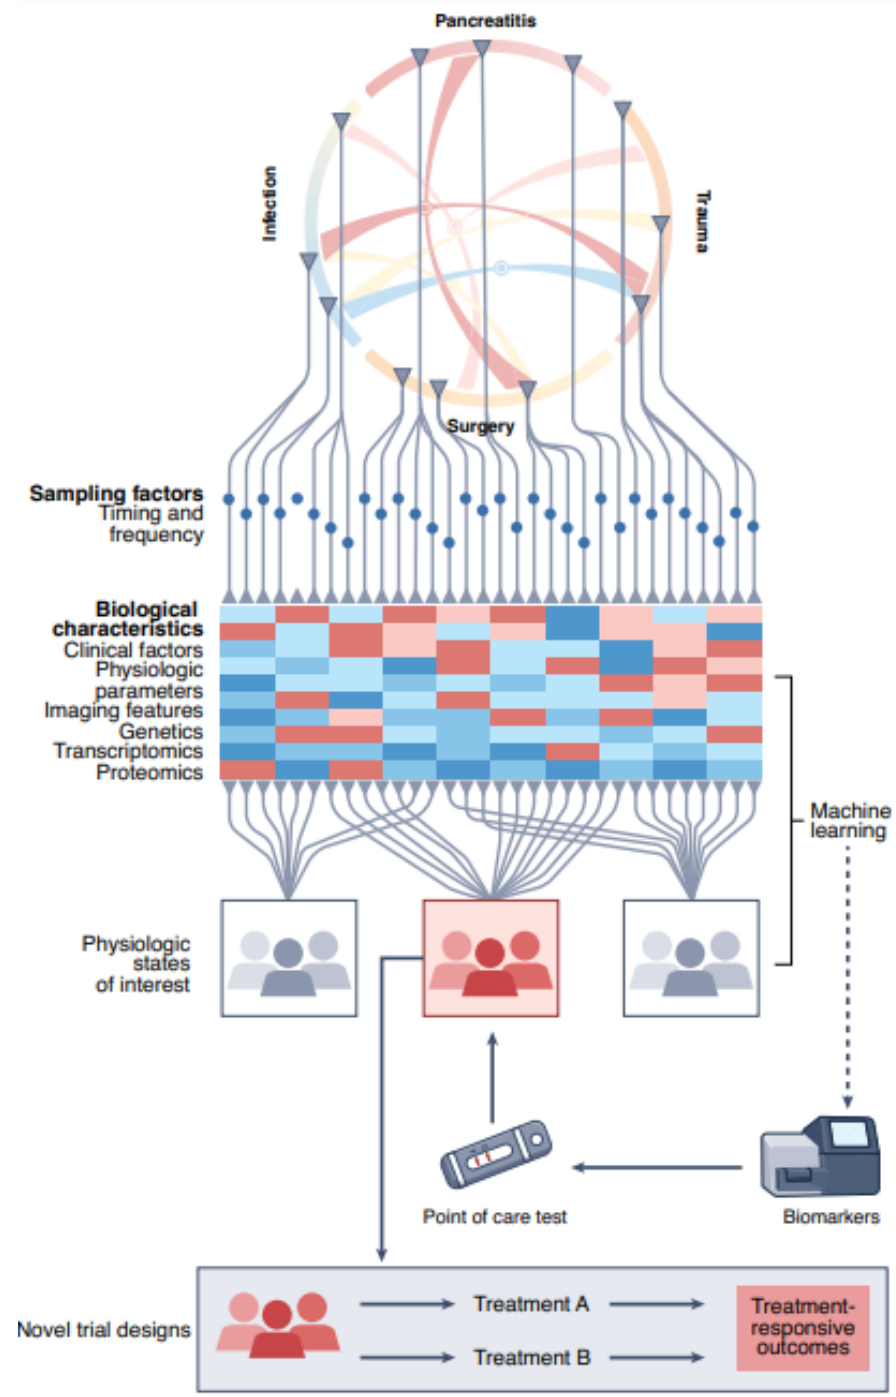 Pancreatitis
Infection
Trauma
Surgery
Sampling factors
Timing and
frequency
Biological
characteristics
Clinical factors
Physiologic
parameters
Imaging features
Genetics
Transcriptomics
Proteomics
Machine
learning
Physiologic
states
of interest
Point of care test
Biomarkers
Novel trial designs
Treatment A
Treatment B
Treatment-
responsive
outcomes